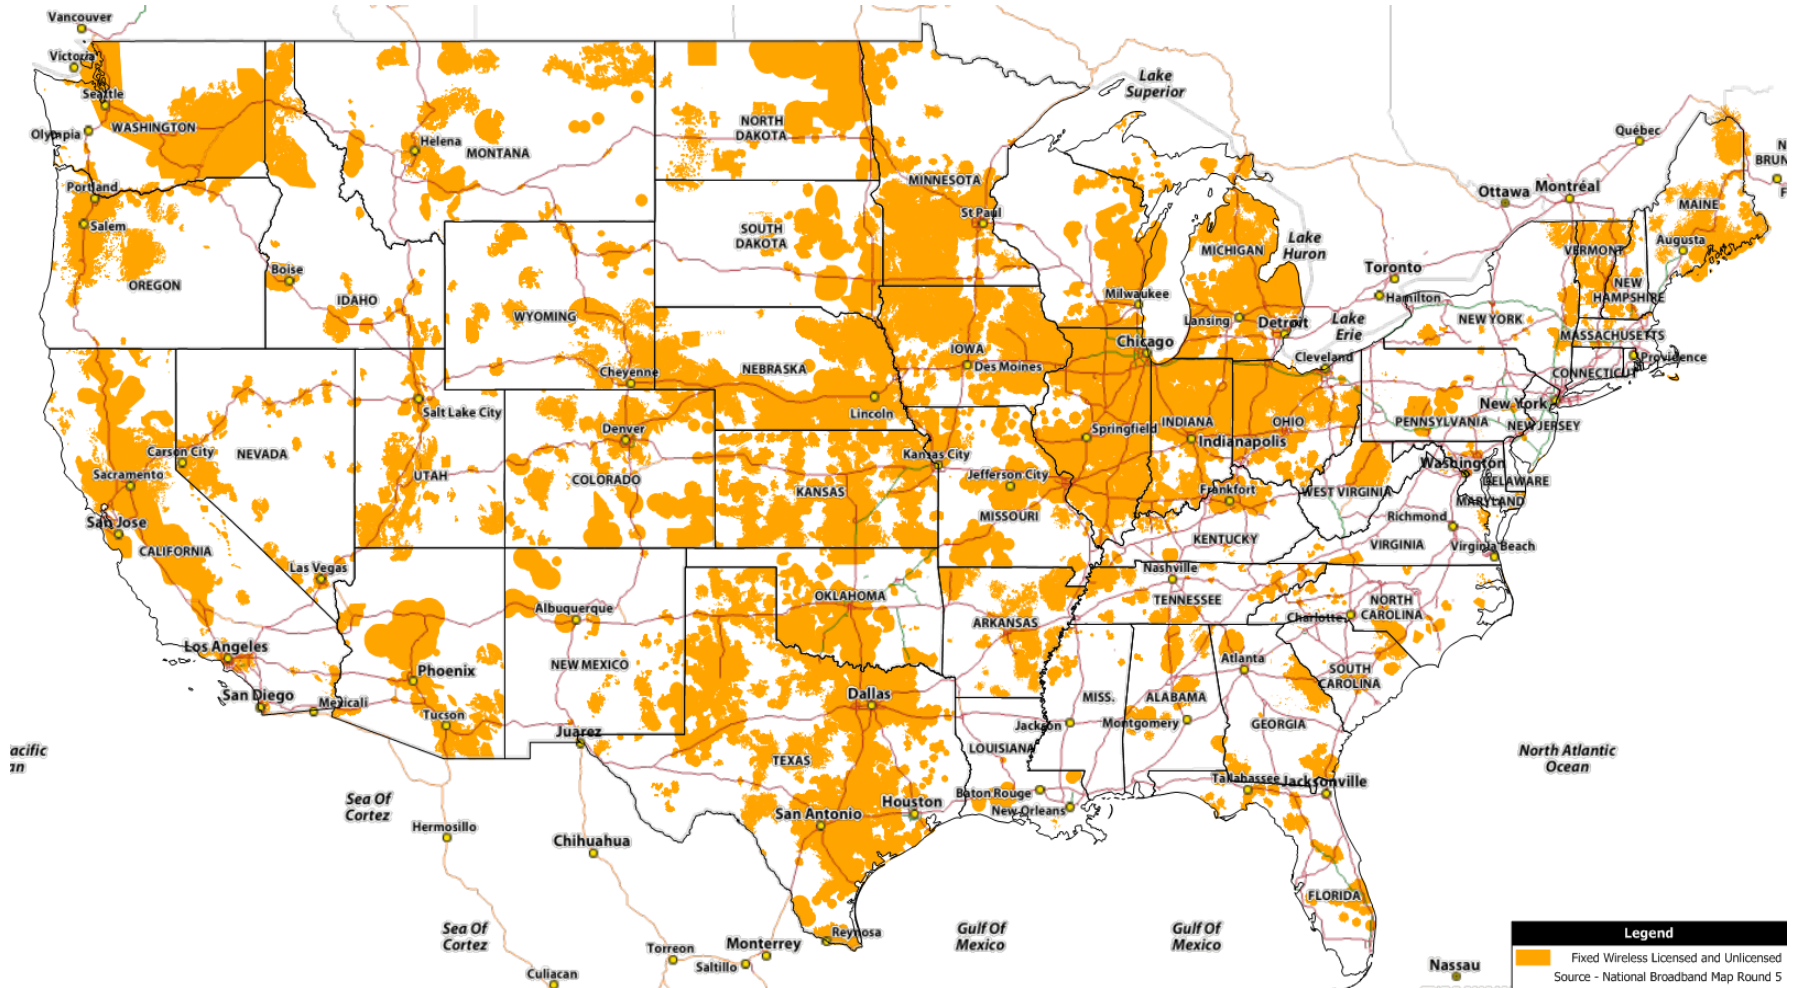 Vancouver
Victoria
Seattle
Olympia
WASHINGTON
Portland
Salem
OREGON
Boise
IDAHO
Helena
MONTANA
NORTH
DAKOTA
SOUTH
DAKOTA
MINNESOTA
St Paul
Lake
Superior
WYOMING
Cheyenne
NEBRASKA
Lincoln
IOWA
Des Moines
Milwaukee
Chicago
MICHIGAN
Lansing
Detroit
Lake
Huron
Lake
Erie
Toronto
Hamilton
Ottawa
Montréal
Québec
N
BRUN
F
MAINE
Augusta
VERMONT
NEW
HAMPSHIRE
NEW YORK
MASSACHUSETTS
Providence
CONNECTICUT
New York
NEW JERSEY
PENNSYLVANIA
Cleveland
OHIO
INDIANA
Indianapolis
Springfield
Salt Lake City
Carson City
NEVADA
Sacramento
San Jose
CALIFORNIA
UTAH
Denver
COLORADO
KANSAS
Kansas City
Jefferson City
MISSOURI
Frankfort
KENTUCKY
WEST VIRGINIA
Washington
DELAWARE
MARYLAND
Richmond
VIRGINIA
Virginia Beach
Las Vegas
Los Angeles
San Diego
Mexicali
Phoenix
Tucson
Albuquerque
NEW MEXICO
Juarez
OKLAHOMA
ARKANSAS
Nashville
TENNESSEE
NORTH
CAROLINA
Charlotte
SOUTH
CAROLINA
Atlanta
GEORGIA
ALABAMA
Montgomery
MISS.
Jackson
LOUISIANA
Baton Rouge
New Orleans
Dallas
TEXAS
San Antonio
Houston
Tallahassee
Jacksonville
FLORIDA
acific
an
North Atlantic
Ocean
Sea Of
Cortez
Hermosillo
Chihuahua
Sea Of
Cortez
Culiacan
Torreon
Saltillo
Monterrey
Reynosa
Gulf Of
Mexico
Gulf Of
Mexico
Nassau
Legend
Fixed Wireless Licensed and Unlicensed
Source - National Broadband Map Round 5